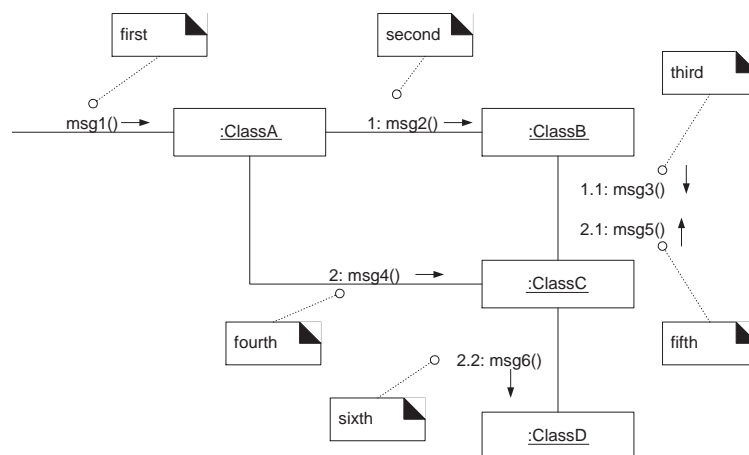 first
second
third
msg1()
:ClassA
1: msg2()
:ClassB
1.1: msg3()
2.1: msg5()
2: msg4()
:ClassC
fourth
fifth
2.2: msg6()
sixth
:ClassD